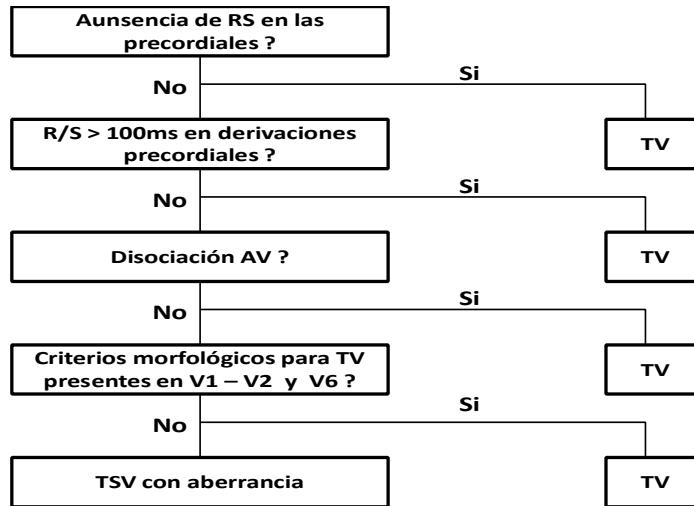 Aunsencia de RS en las
precordiales ?
No
Si
R/S > 100ms en derivaciones
precordiales ?
TV
No
Si
Disociación AV ?
TV
No
Si
Criterios morfológicos para TV
presentes en V1 – V2 y V6 ?
TV
No
Si
TSV con aberrancia
TV